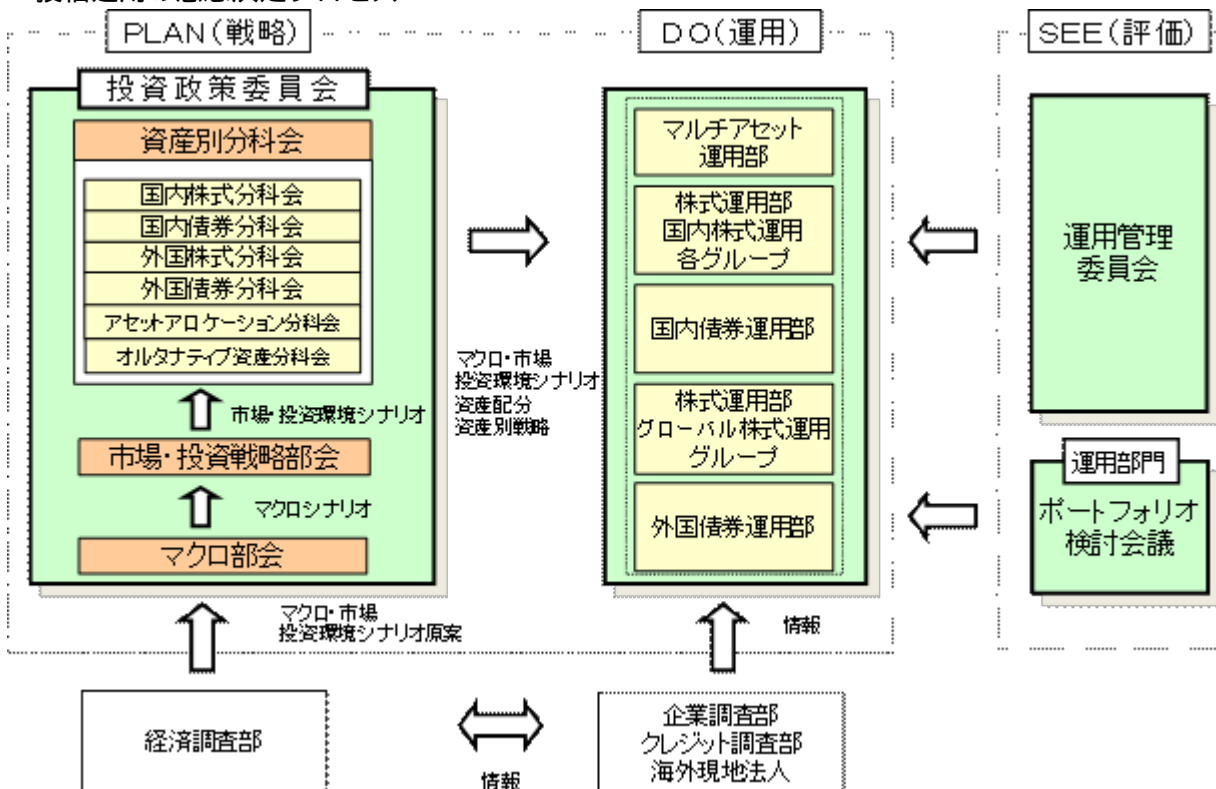 PLAN(戦略)
DO(運用)
SEE(評価)
投資政策委員会
資産別分科会
国内株式分科会
国内債券分科会
外国株式分科会
外国債券分科会
アセットアロケーション分科会
オルタナティブ資産分科会
市場・投資環境シナリオ
市場・投資戦略部会
マクロシナリオ
マクロ部会
マクロ・市場
投資環境シナリオ
資産配分
資産別戦略
マルチアセット
運用部
株式運用部
国内株式運用
各グループ
国内債券運用部
株式運用部
グローバル株式運用
グループ
外国債券運用部
運用管理
委員会
運用部門
ポートフォリオ
検討会議
マクロ・市場
投資環境シナリオ原案
情報
経済調査部
情報
企業調査部
クレジット調査部
海外現地法人